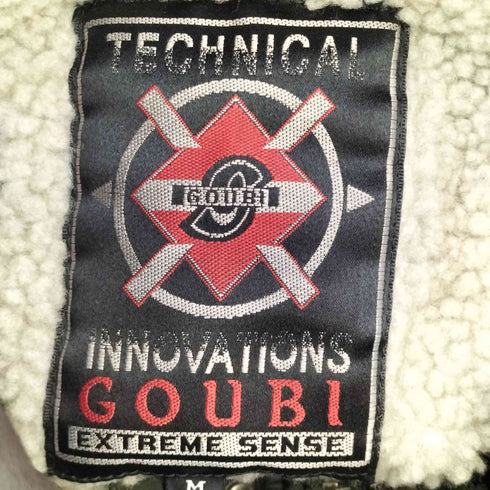 TECHNICAL
GOUBI
INNOVATIONS
GOUBI
EXTREME SENSE
M